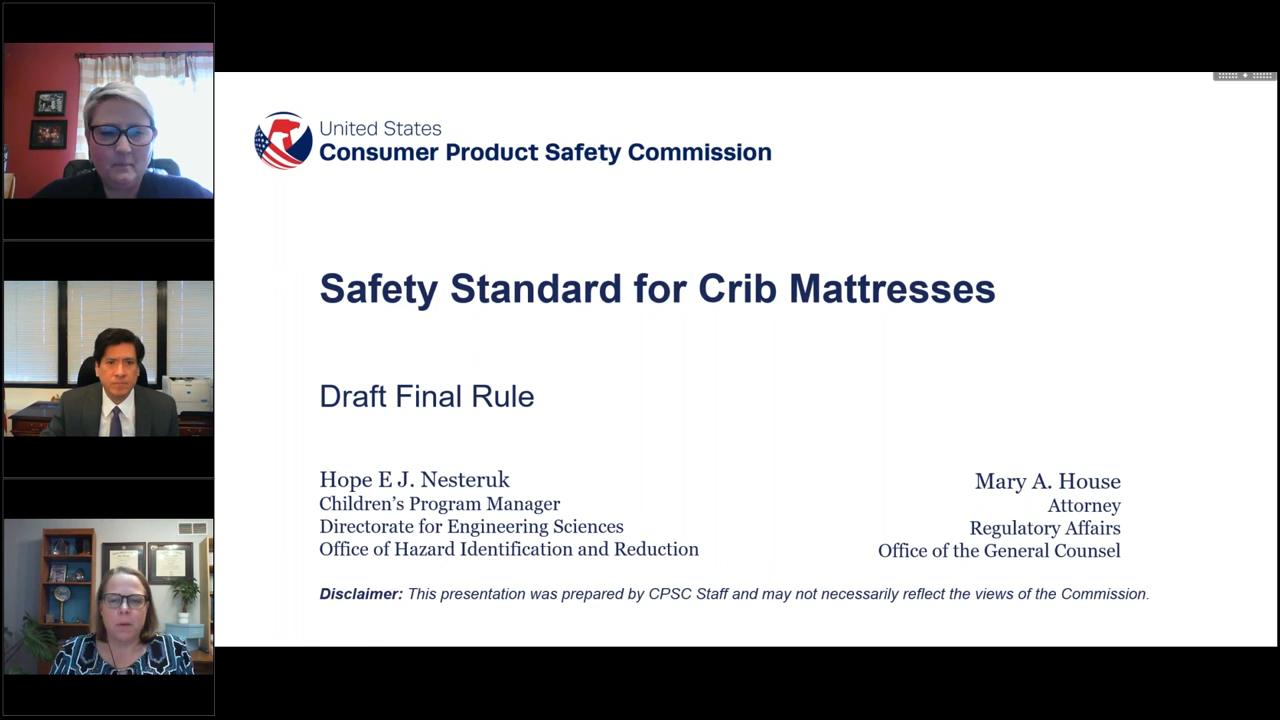 United States
Consumer Product Safety Commission
Safety Standard for Crib Mattresses
Draft Final Rule
Hope E J. Nesteruk
Children's Program Manager
Directorate for Engineering Sciences
Office of Hazard Identification and Reduction
Mary A. House
Attorney
Regulatory Affairs
Office of the General Counsel
Disclaimer: This presentation was prepared by CPSC Staff and may not necessarily reflect the views of the Commission.